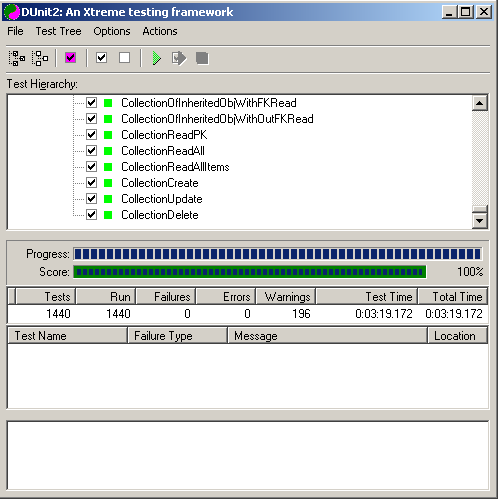 DUnit2: An Xtreme testing framework
File Test Tree Options Actions
Test Hierarchy:
CollectionOfInheritedObjWithFKRead
CollectionOfInheritedObjWithOutFKRead
CollectionReadPK
CollectionReadAll
CollectionReadAllItems
CollectionCreate
CollectionUpdate
CollectionDelete
Progress:
Score: 100%
Tests Run Failures Errors Warnings Test Time Total Time
1440 1440 0 0 196 0:03:19.172 0:03:19.172
Test Name Failure Type Message Location